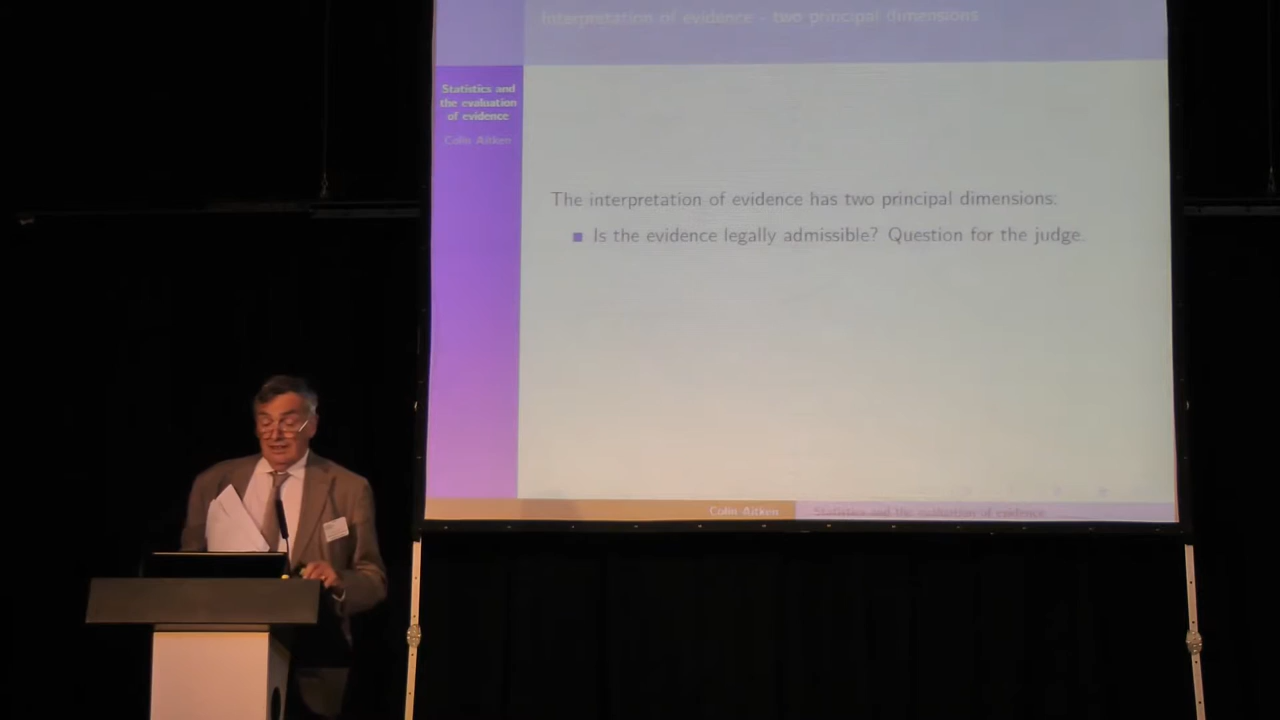 Interpretation of evidence - two principal dimensions
Statistics and
the evaluation
of evidence
Colin Aitken
The interpretation of evidence has two principal dimensions:
Is the evidence legally admissible? Question for the judge.
Colin Aitken
Statistics and the evaluation of evidence